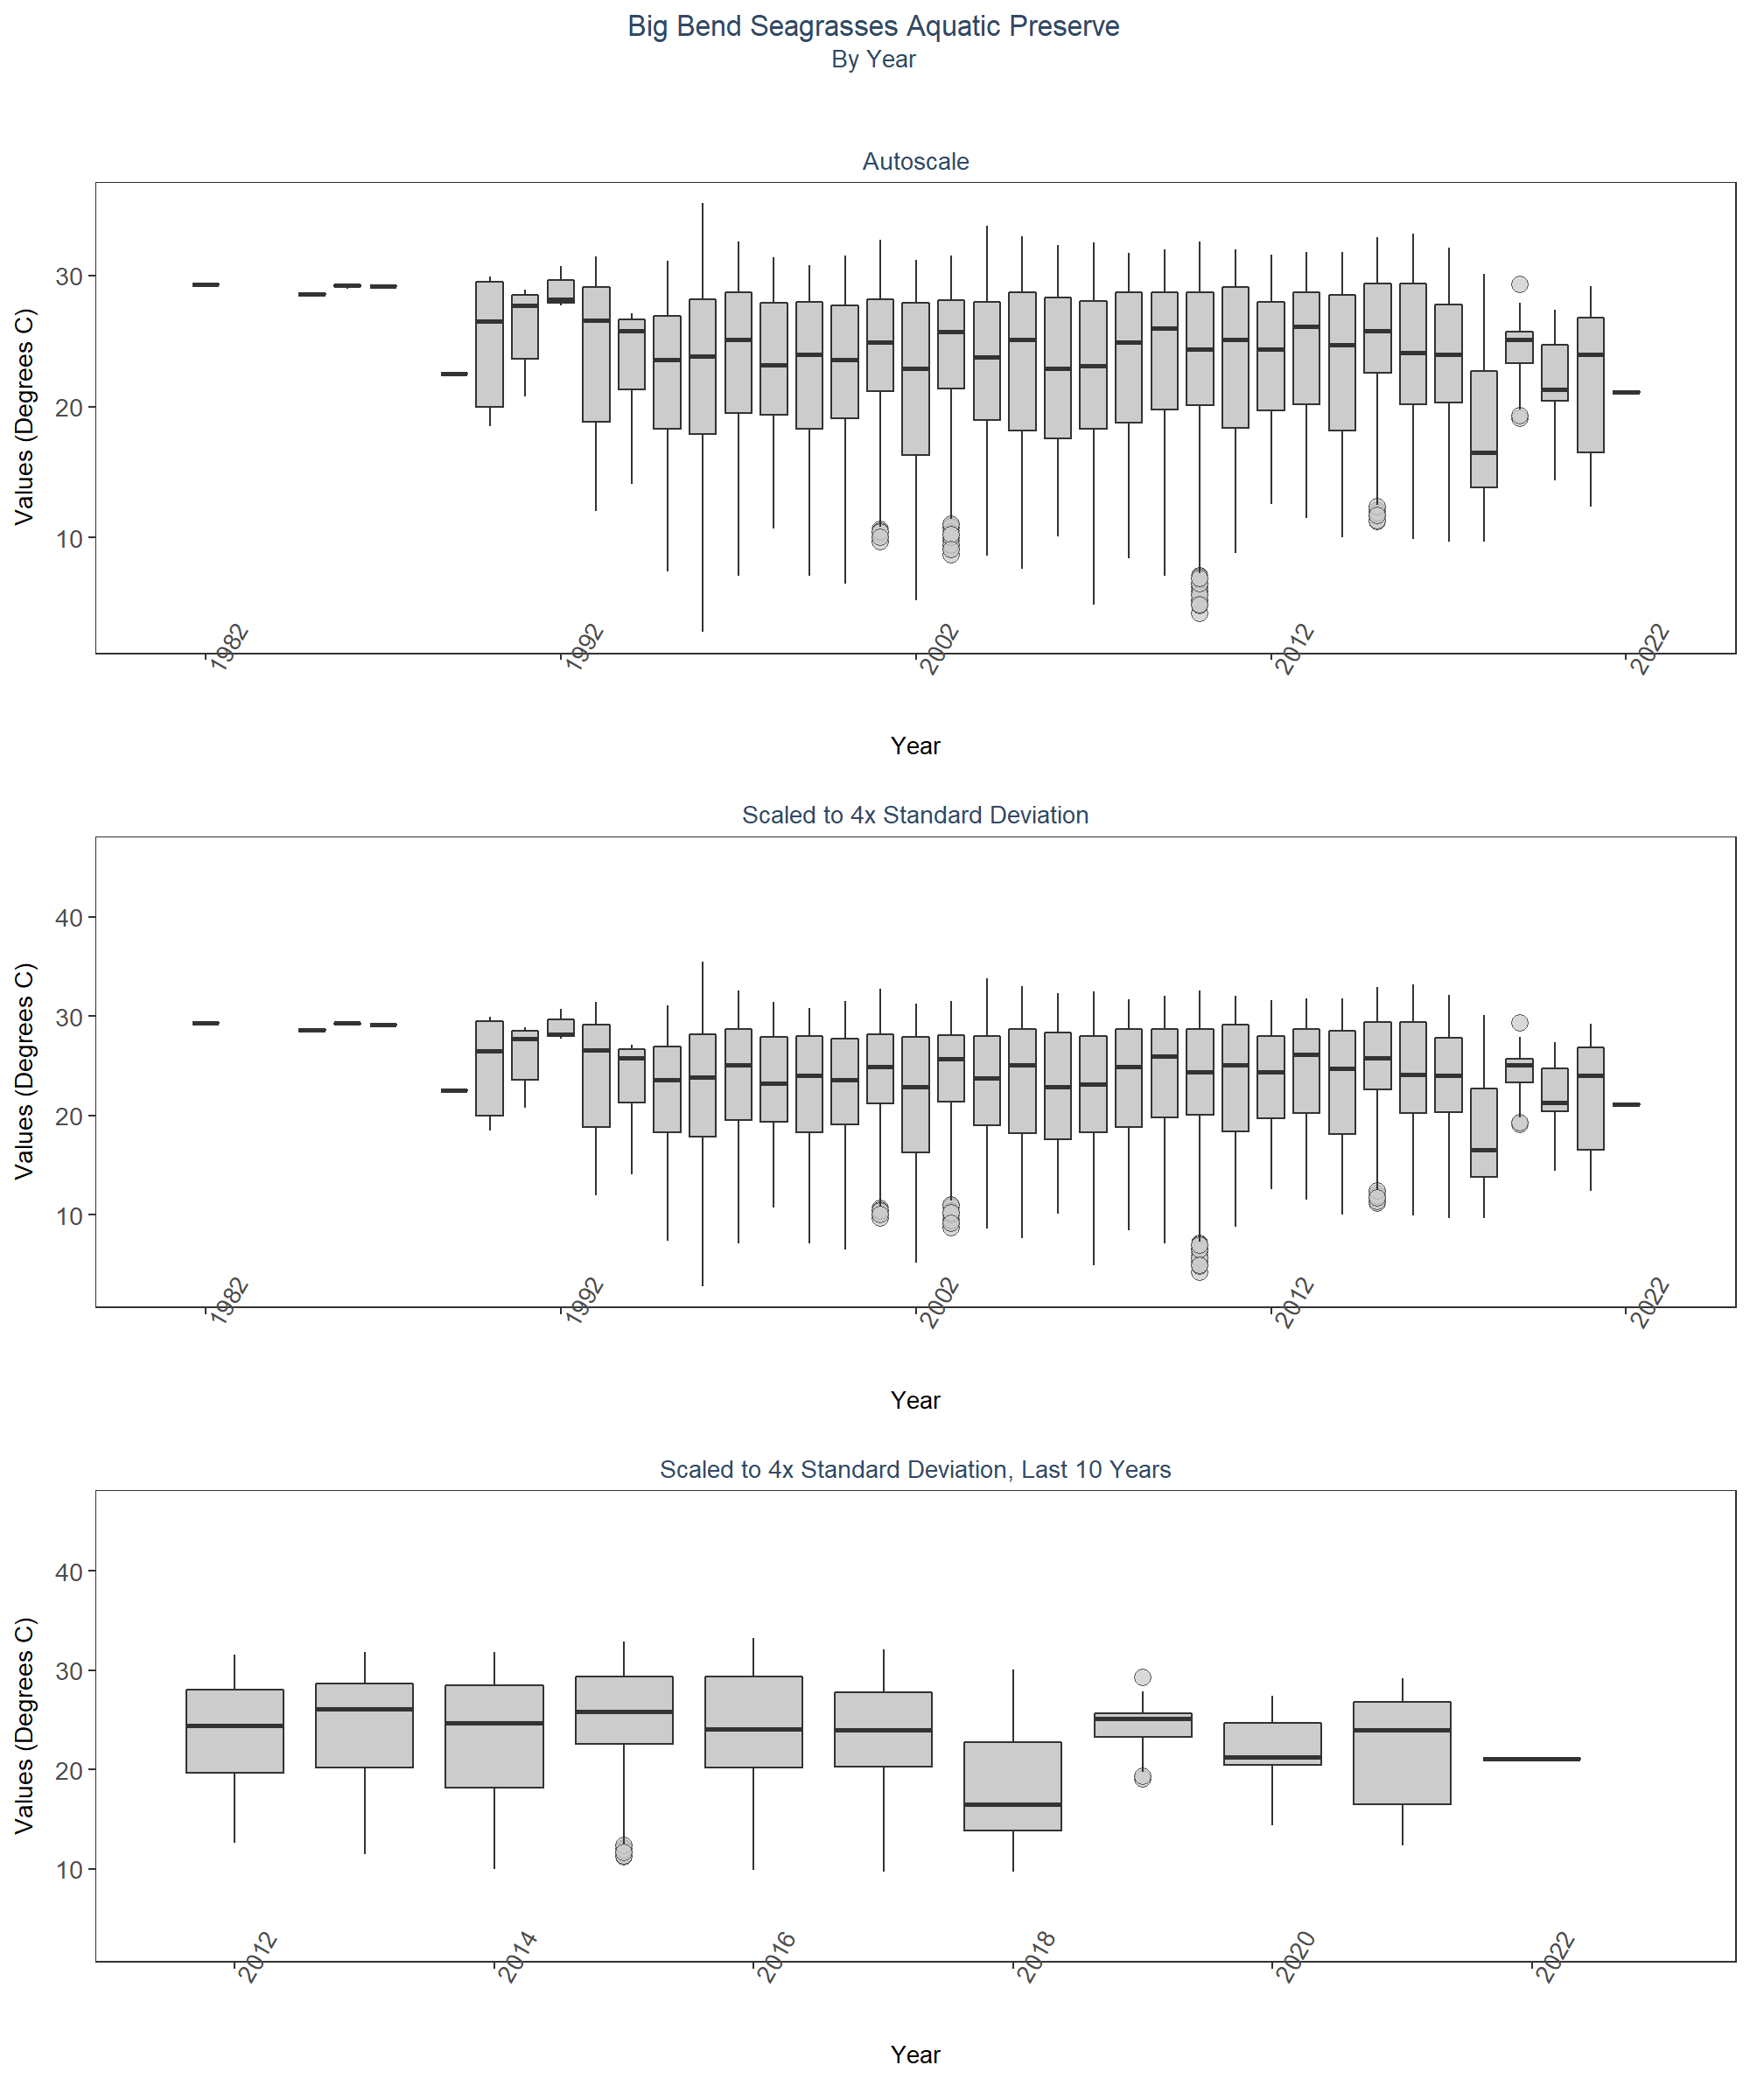 Big Bend Seagrasses Aquatic Preserve
By Year
Autoscale
Values (Degrees C)
30
20
10
1982
1992
2002
2012
2022
Year
Scaled to 4x Standard Deviation
Values (Degrees C)
40
30
20
10
1982
1992
2002
2012
2022
Year
Scaled to 4x Standard Deviation, Last 10 Years
Values (Degrees C)
40
30
20
10
2012
2014
2016
2018
2020
2022
Year